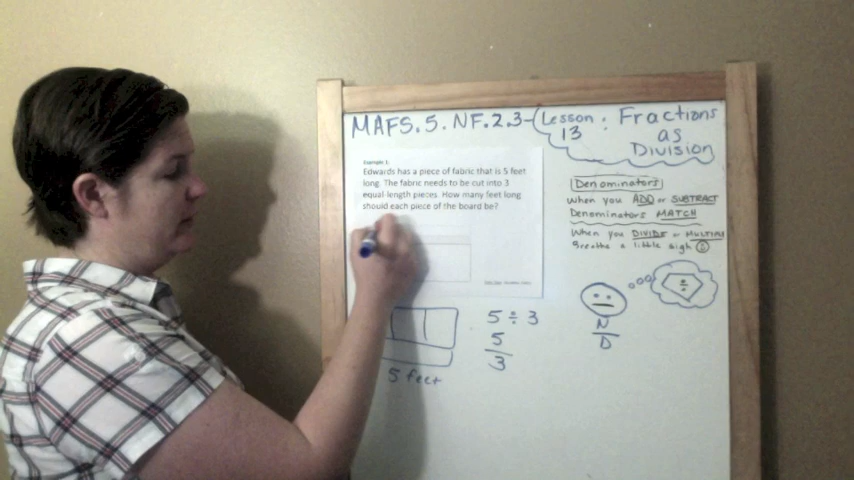 MAFS.5.NF.2.3-
Lesson 13 : Fractions as Division
Example 1:
Edwards has a piece of fabric that is 5 feet
long. The fabric needs to be cut into 3
equal-length pieces. How many feet long
should each piece of the board be?
Denominators
When you ADD or SUBTRACT
Denominators MATCH
When you DIVIDE or MULTIPLY
Breathe a little sigh
÷
N
D
5 ÷ 3
5
3
5 feet